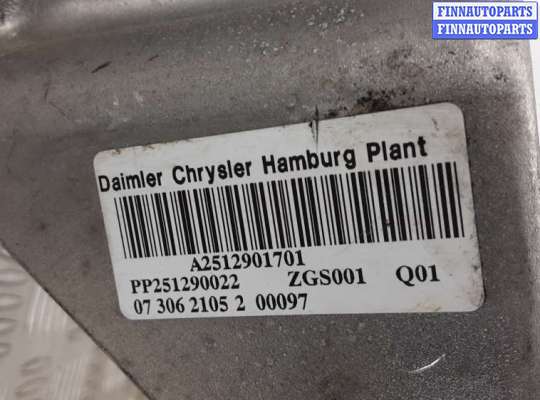 FINNAUTOPARTS
FINNAUTOPARTS
Daimler Chrysler Hamburg Plant
A2512901701
PP251290022 ZGS001 Q01
07 306 2105 2 00097